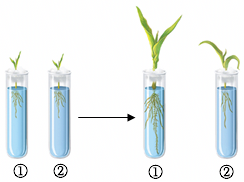 ① ② ① ②